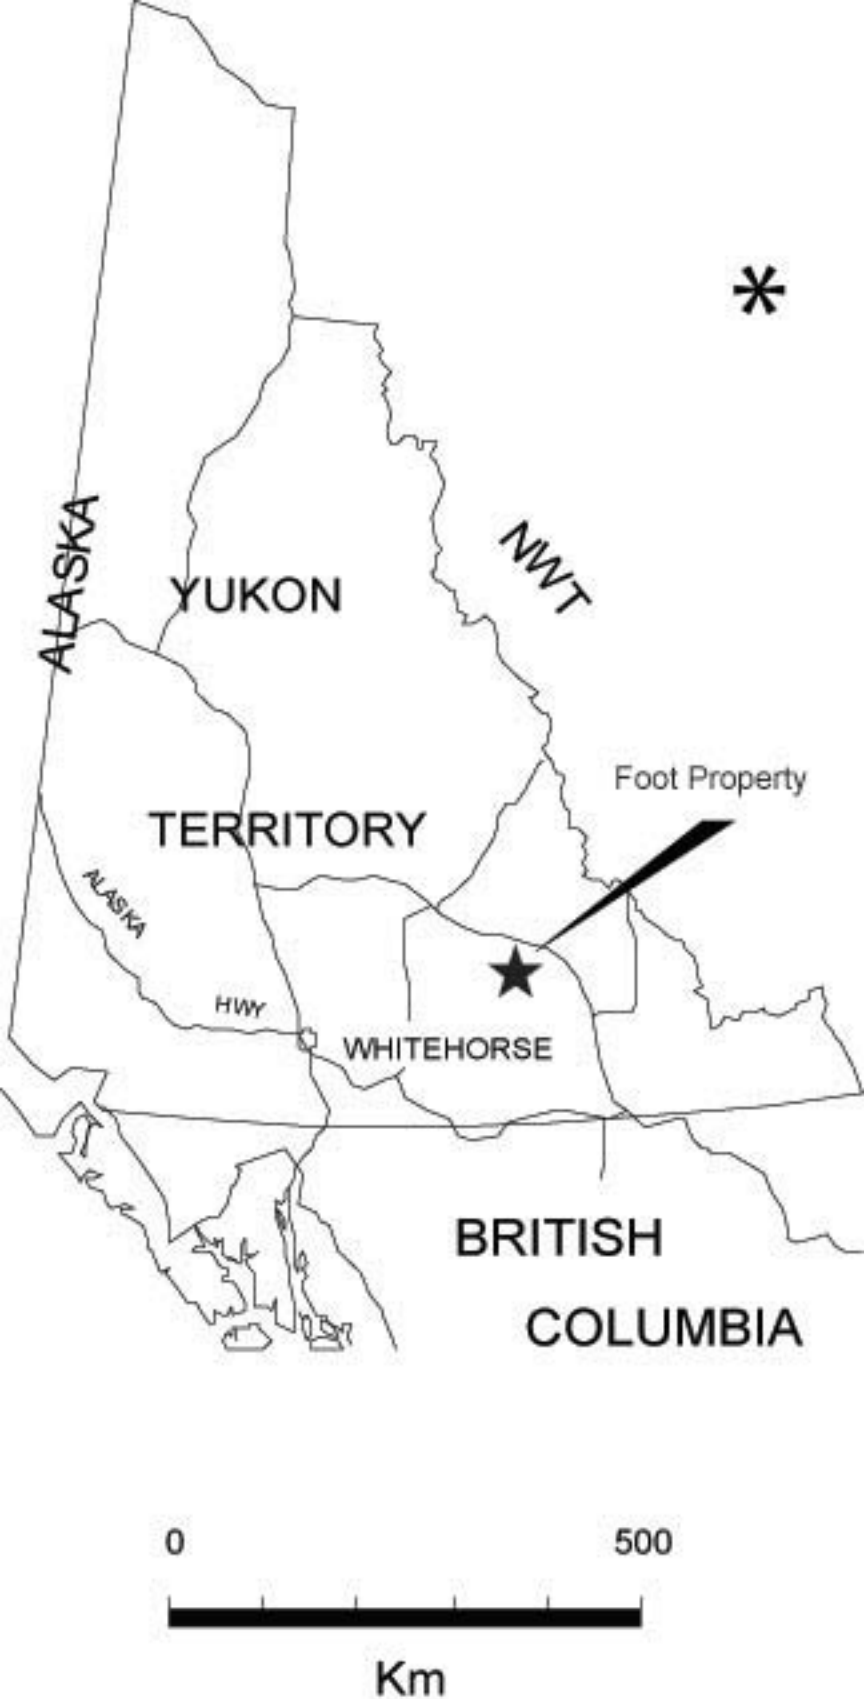 *
ALASKA
NWT
YUKON
Foot Property
TERRITORY
ALASKA
HWY
WHITEHORSE
BRITISH
COLUMBIA
0 500
Km